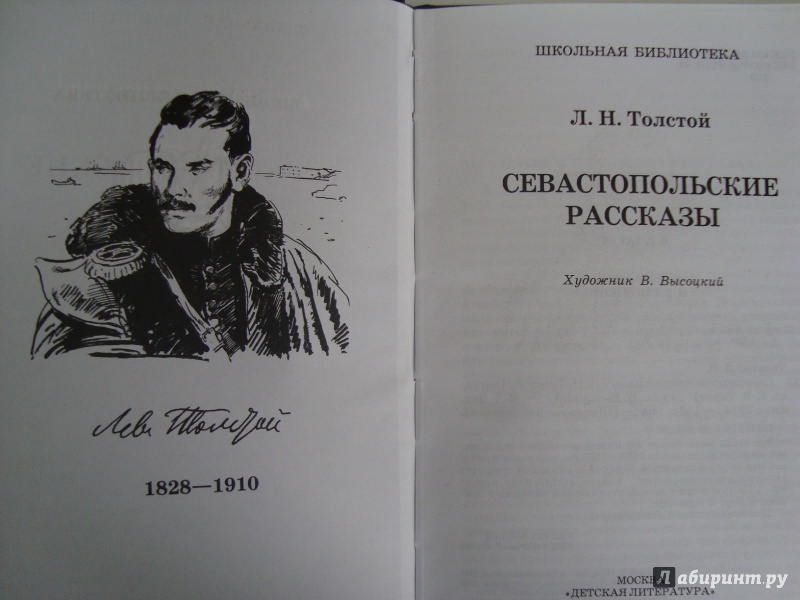 Лев Толстой
1828—1910
ШКОЛЬНАЯ БИБЛИОТЕКА
Л. Н. Толстой
СЕВАСТОПОЛЬСКИЕ
РАССКАЗЫ
Художник В. Высоцкий
МОСКВА
«ДЕТСКАЯ ЛИТЕРАТУРА»
Лабиринт.ру